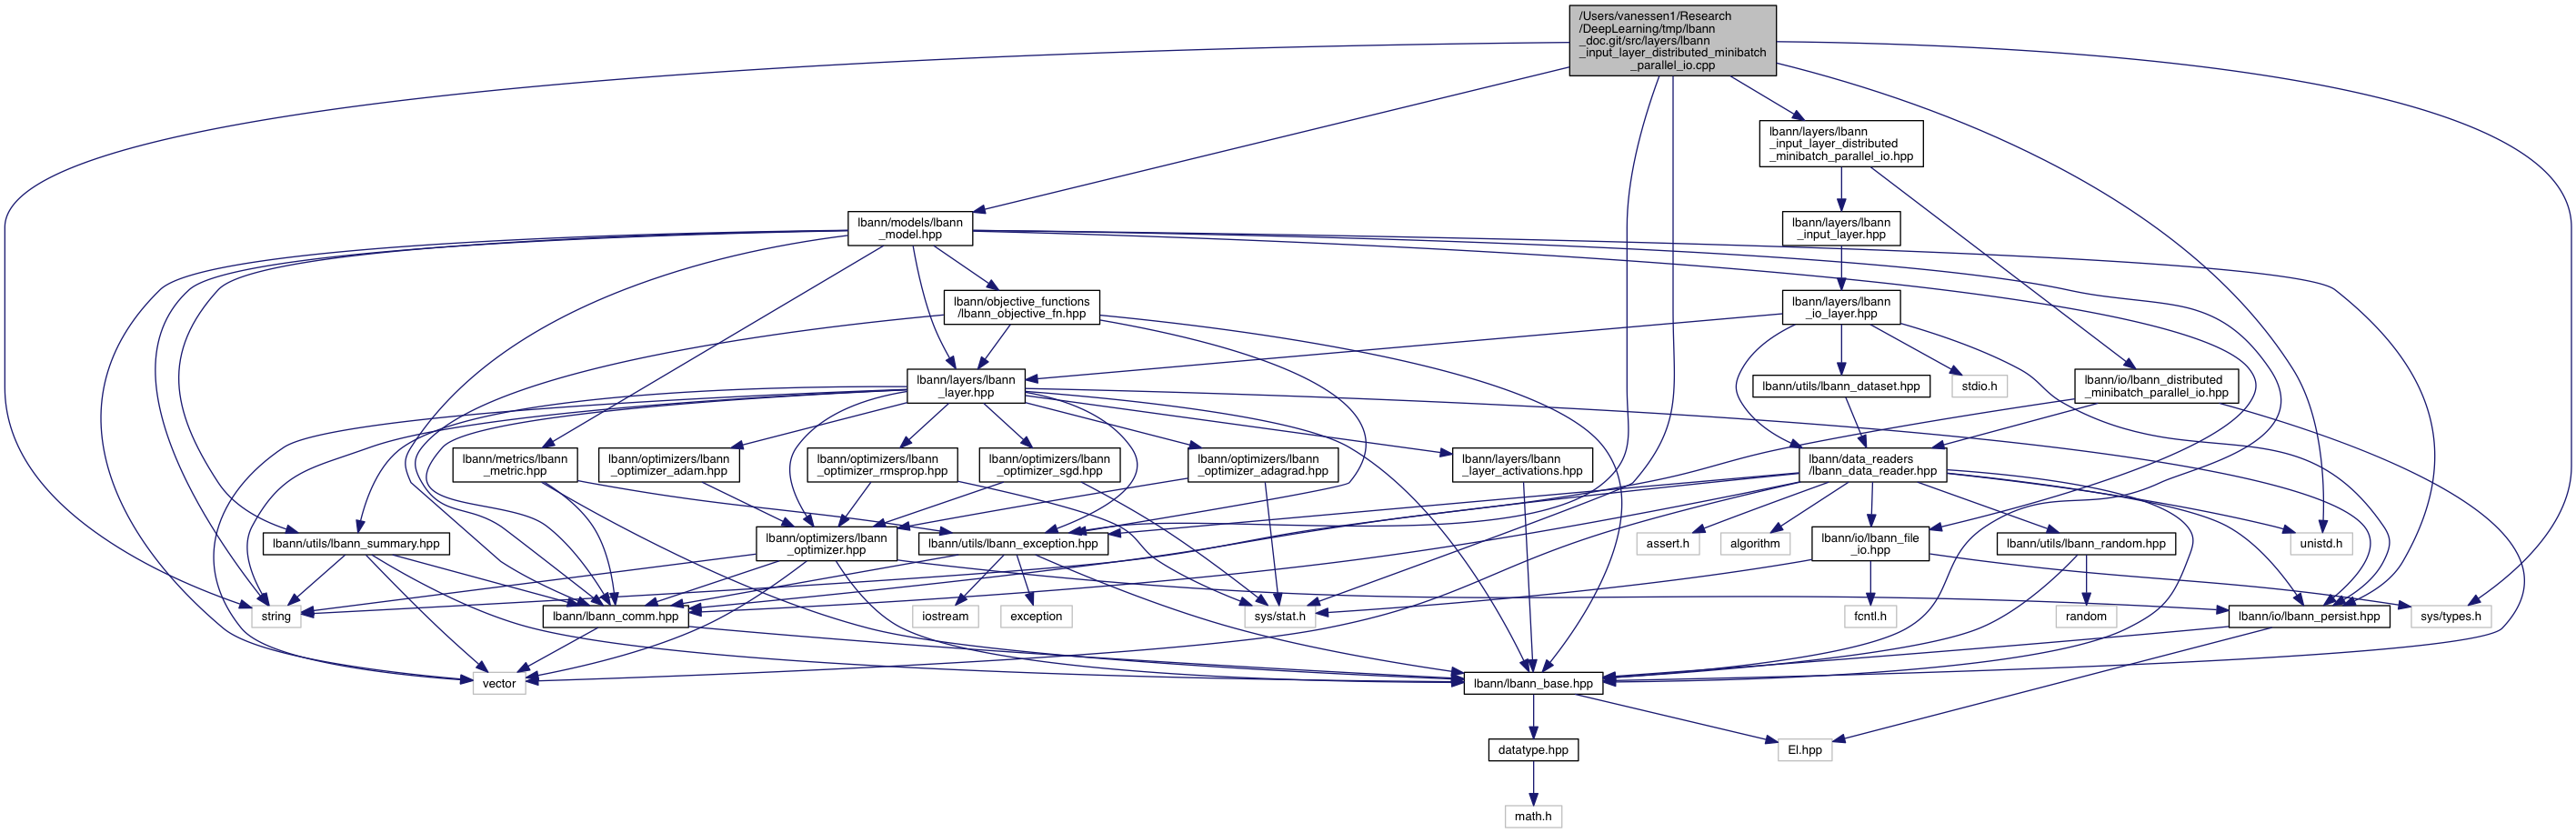 /Users/vanessen1/Research
/DeepLearning/tmp/lbann
_doc.git/src/layers/lbann
_input_layer_distributed_minibatch
_parallel_io.cpp
lbann/layers/lbann
_input_layer_distributed
_minibatch_parallel_io.hpp
lbann/models/lbann
_model.hpp
lbann/layers/lbann
_input_layer.hpp
lbann/objective_functions
/lbann_objective_fn.hpp
lbann/layers/lbann
_io_layer.hpp
lbann/layers/lbann
_layer.hpp
lbann/utils/lbann_dataset.hpp
stdio.h
lbann/io/lbann_distributed
_minibatch_parallel_io.hpp
lbann/metrics/lbann
_metric.hpp
lbann/optimizers/lbann
_optimizer_adam.hpp
lbann/optimizers/lbann
_optimizer_rmsprop.hpp
lbann/optimizers/lbann
_optimizer_sgd.hpp
lbann/optimizers/lbann
_optimizer_adagrad.hpp
lbann/layers/lbann
_layer_activations.hpp
lbann/data_readers
/lbann_data_reader.hpp
lbann/utils/lbann_summary.hpp
lbann/optimizers/lbann
_optimizer.hpp
lbann/utils/lbann_exception.hpp
assert.h
algorithm
lbann/io/lbann_file
_io.hpp
lbann/utils/lbann_random.hpp
unistd.h
string
lbann/lbann_comm.hpp
iostream
exception
sys/stat.h
fcntl.h
random
lbann/io/lbann_persist.hpp
sys/types.h
vector
lbann/lbann_base.hpp
datatype.hpp
El.hpp
math.h